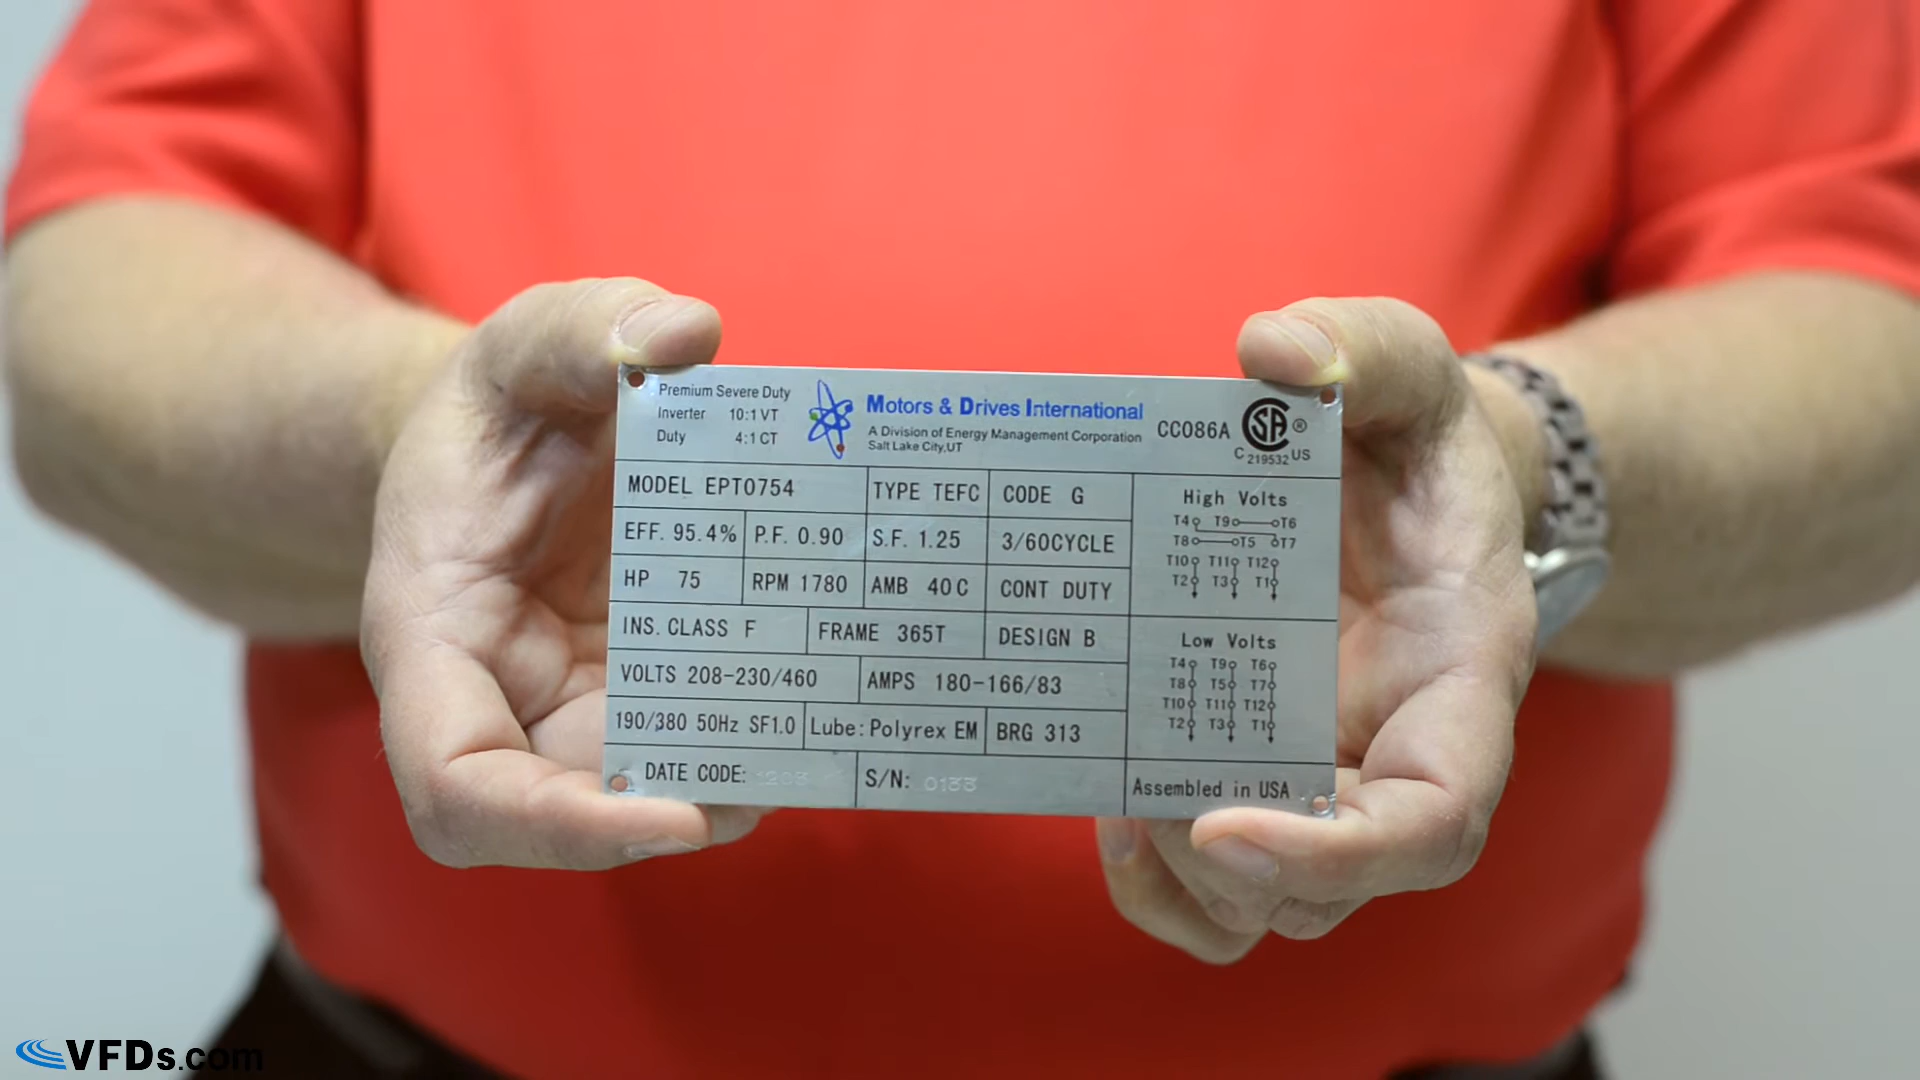 Premium Severe Duty
Inverter 10:1 VT
Duty 4:1 CT
Motors & Drives International
A Division of Energy Management Corporation
Salt Lake City,UT
CC086A
SA ®
C 219532 US
MODEL EPT0754
TYPE TEFC
CODE G
EFF. 95.4%
P.F. 0.90
S.F. 1.25
3/60CYCLE
HP 75
RPM 1780
AMB 40C
CONT DUTY
INS. CLASS F
FRAME 365T
DESIGN B
VOLTS 208-230/460
AMPS 180-166/83
190/380 50Hz SF1.0
Lube:Polyrex EM
BRG 313
DATE CODE: 
S/N: 0133
High Volts
T4 T9 T6
T8 T5 T7
T10 T11 T12
T2 T3 T1
Low Volts
T4 T9 T6
T8 T5 T7
T10 T11 T12
T2 T3 T1
Assembled in USA
VFDs.com